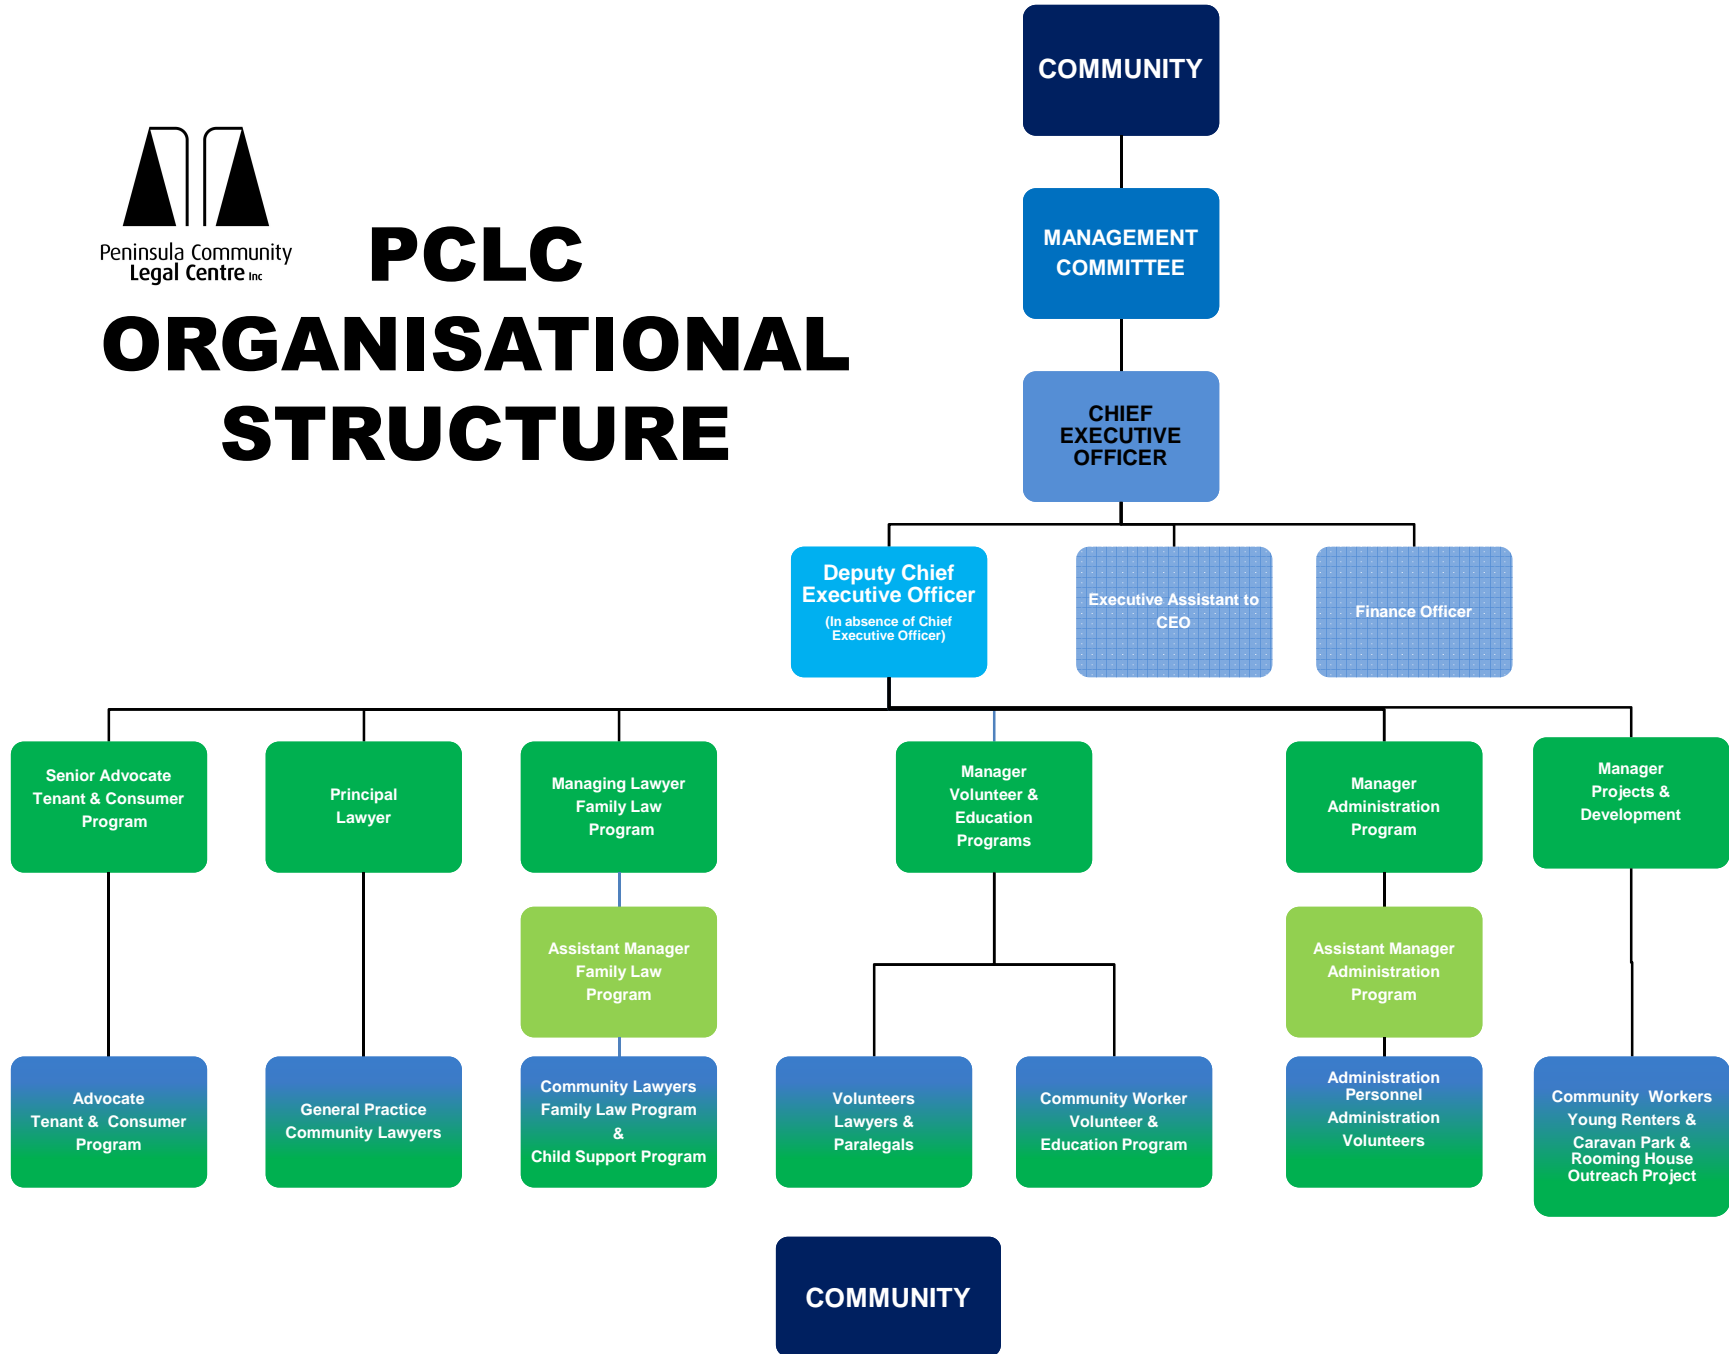 COMMUNITY
Peninsula Community
Legal Centre Inc
PCLC
ORGANISATIONAL
STRUCTURE
MANAGEMENT
COMMITTEE
CHIEF
EXECUTIVE
OFFICER
Deputy Chief
Executive Officer
(In absence of Chief
Executive Officer)
Executive Assistant to
CEO
Finance Officer
Senior Advocate
Tenant & Consumer
Program
Principal
Lawyer
Managing Lawyer
Family Law
Program
Manager
Volunteer &
Education
Programs
Manager
Administration
Program
Manager
Projects &
Development
Assistant Manager
Family Law
Program
Assistant Manager
Administration
Program
Advocate
Tenant & Consumer
Program
General Practice
Community Lawyers
Community Lawyers
Family Law Program
&
Child Support Program
Volunteers
Lawyers &
Paralegals
Community Worker
Volunteer &
Education Program
Administration
Personnel
Administration
Volunteers
Community Workers
Young Renters &
Caravan Park &
Rooming House
Outreach Project
COMMUNITY